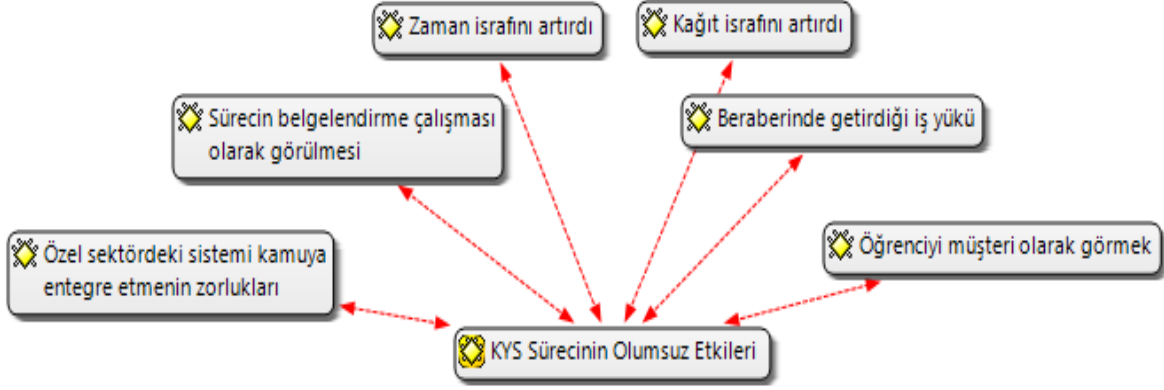 Zaman israfını artırdı
Kağıt israfını artırdı
Sürecin belgelendirme çalışması
olarak görülmesi
Beraberinde getirdiği iş yükü
Özel sektördeki sistemi kamuya
entegre etmenin zorlukları
Öğrenciyi müşteri olarak görmek
KYS Sürecinin Olumsuz Etkileri